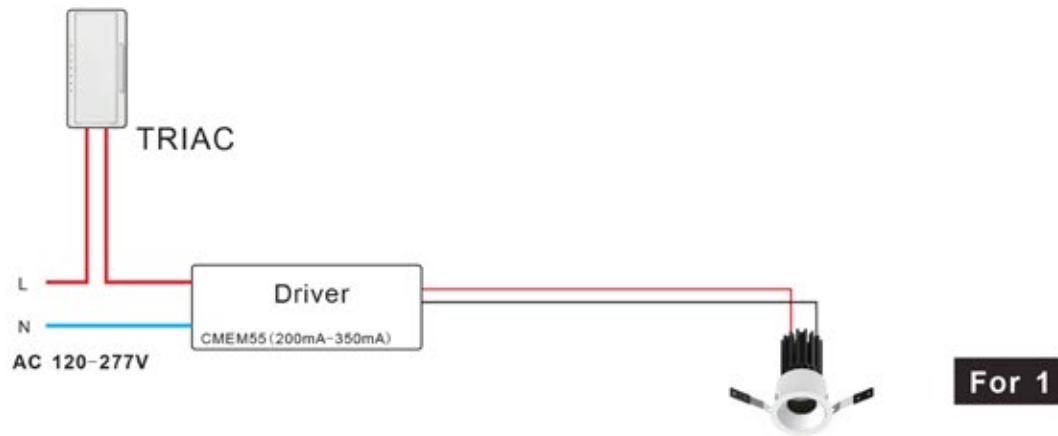 TRIAC
L
Driver
N
CMEM55(200mA-350mA)
AC 120-277V
For 1